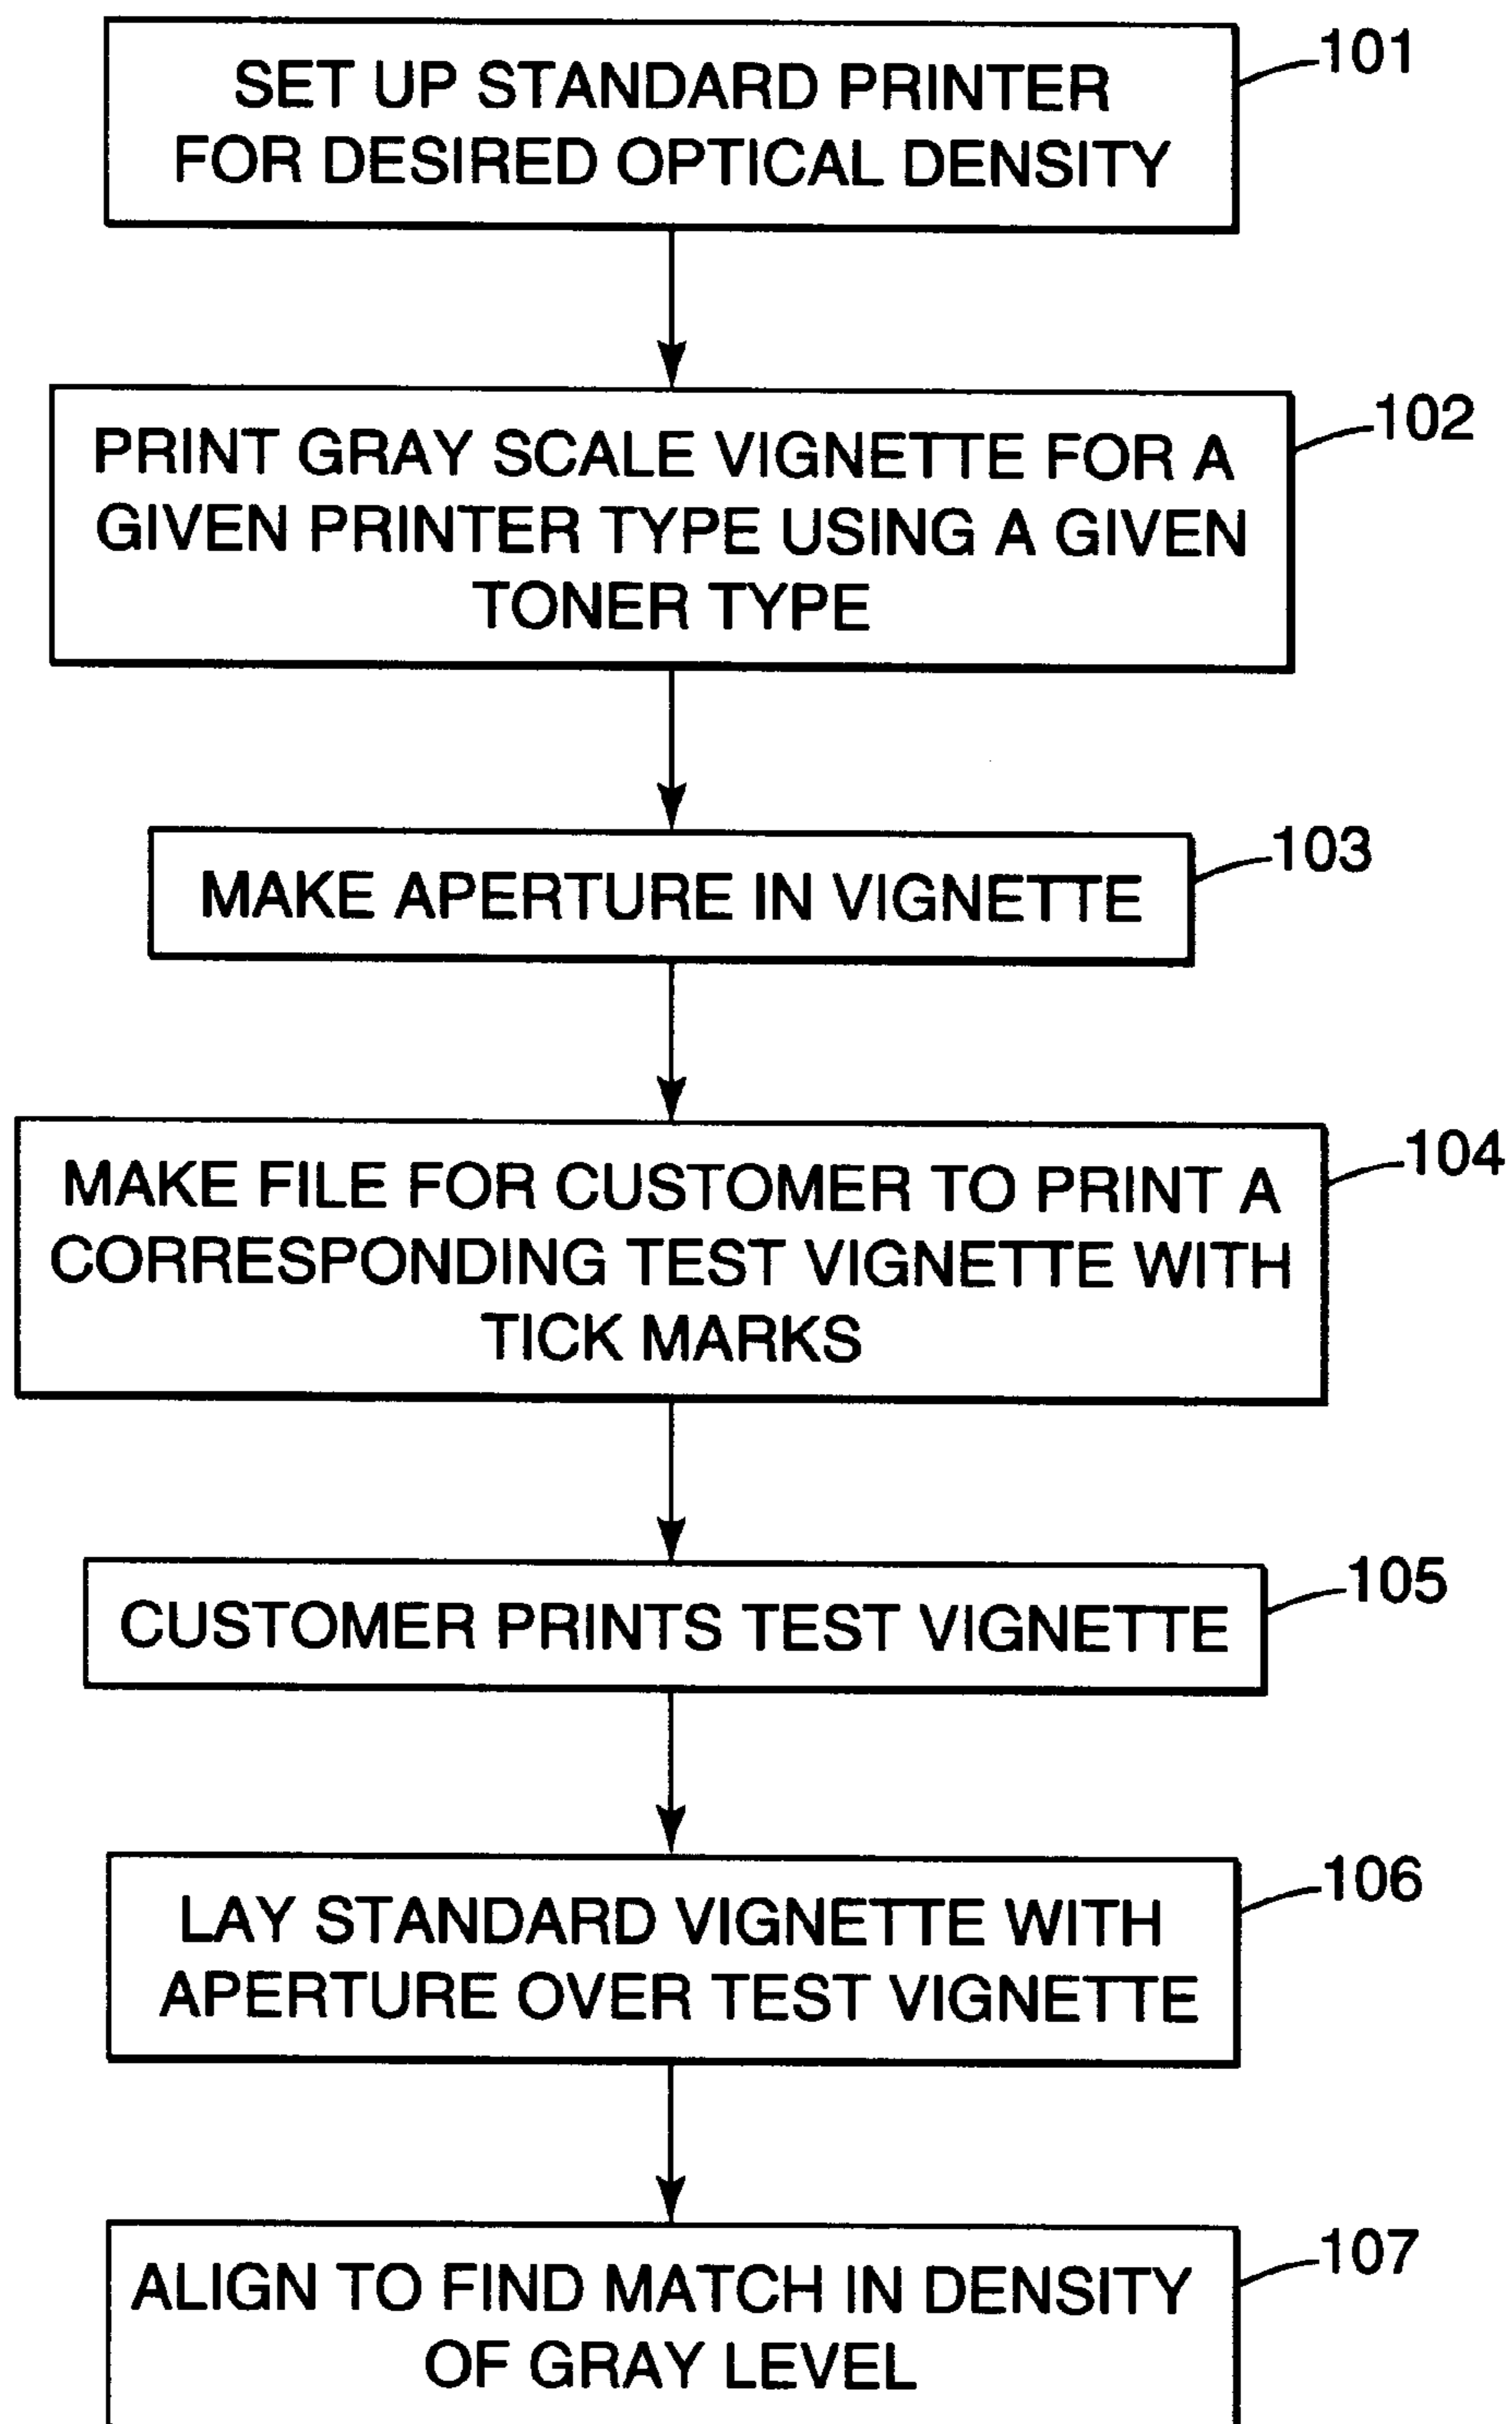 101
SET UP STANDARD PRINTER
FOR DESIRED OPTICAL DENSITY
102
PRINT GRAY SCALE VIGNETTE FOR A
GIVEN PRINTER TYPE USING A GIVEN
TONER TYPE
103
MAKE APERTURE IN VIGNETTE
104
MAKE FILE FOR CUSTOMER TO PRINT A
CORRESPONDING TEST VIGNETTE WITH
TICK MARKS
105
CUSTOMER PRINTS TEST VIGNETTE
106
LAY STANDARD VIGNETTE WITH
APERTURE OVER TEST VIGNETTE
107
ALIGN TO FIND MATCH IN DENSITY
OF GRAY LEVEL